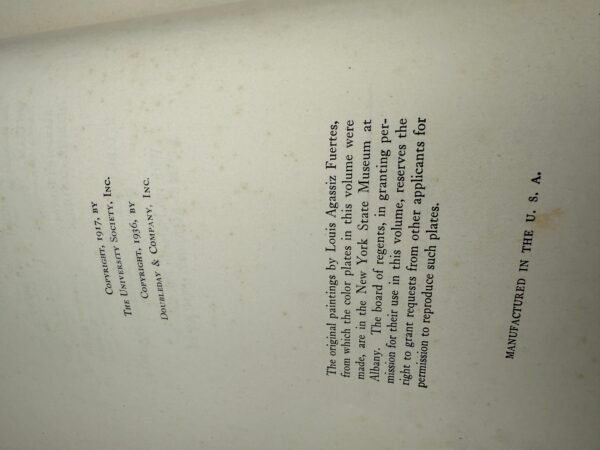 COPYRIGHT, 1917, BY
THE UNIVERSITY SOCIETY, INC.
COPYRIGHT, 1936, BY
DOUBLEDAY & COMPANY, INC.
The original paintings by Louis Agassiz Fuertes,
from which the color plates in this volume were
made, are in the New York State Museum at
Albany. The board of regents, in granting per-
mission for their use in this volume, reserves the
right to grant requests from other applicants for
permission to reproduce such plates.
MANUFACTURED IN THE U. S. A.